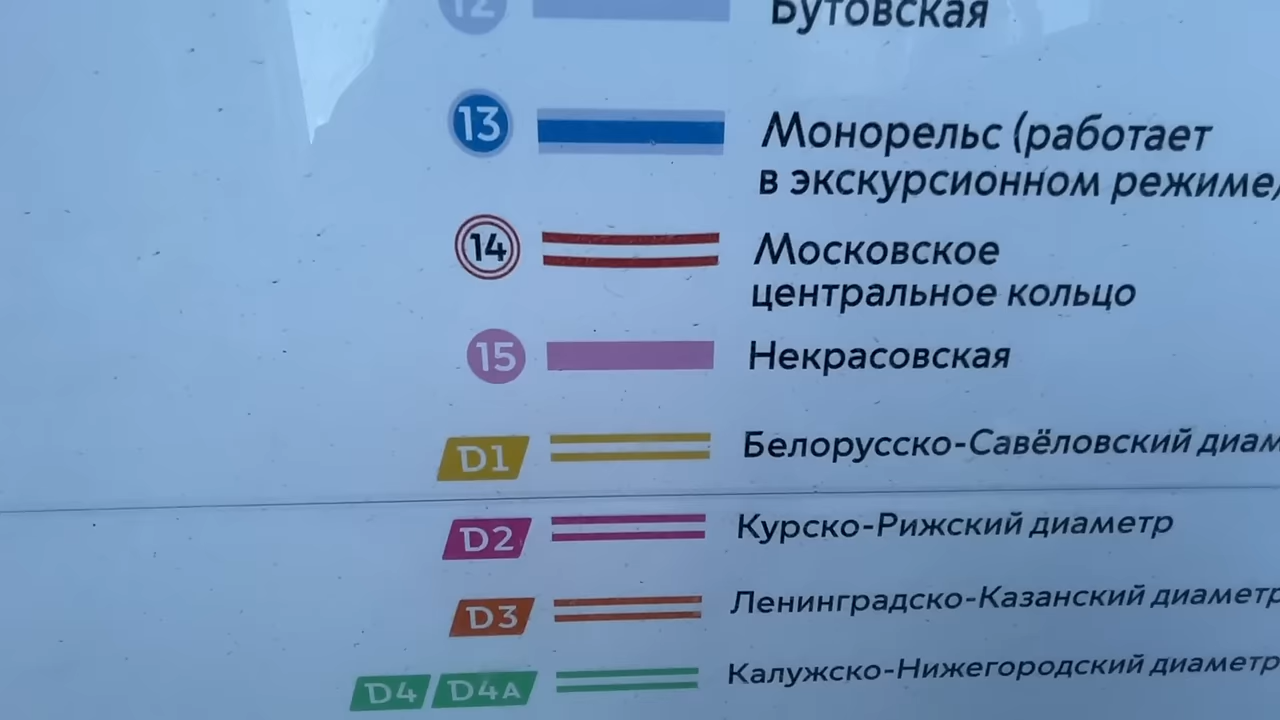 12 Бутовская
13 Монорельс (работает
в экскурсионном режиме)
14 Московское
центральное кольцо
15 Некрасовская
D1 Белорусско-Савёловский диам
D2 Курско-Рижский диаметр
D3 Ленинградско-Казанский диаметр
D4 D4A Калужско-Нижегородский диаметр